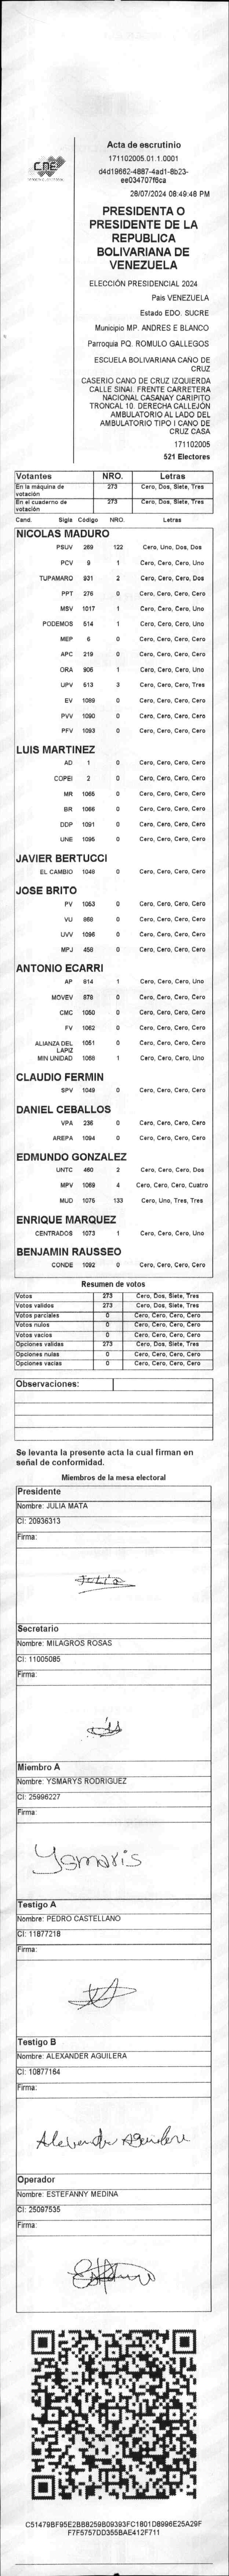 CNE
Acta de escrutinio
171102005.01.1.0001
d4d19662-4887-4ad1-8b23-
ee034707f6ca
28/07/2024 08:49:48 PM
PRESIDENTA O
PRESIDENTE DE LA
REPUBLICA
BOLIVARIANA DE
VENEZUELA
ELECCIÓN PRESIDENCIAL 2024
País VENEZUELA
Estado EDO. SUCRE
Municipio MP. ANDRES E BLANCO
Parroquia PQ. ROMULO GALLEGOS
ESCUELA BOLIVARIANA CAÑO DE
CRUZ
CASERIO CANO DE CRUZ IZQUIERDA
CALLE SINAI. FRENTE CARRETERA
NACIONAL CASANAY CARIPITO
TRONCAL 10. DERECHA CALLEJÓN
AMBULATORIO AL LADO DEL
AMBULATORIO TIPO I CANO DE
CRUZ CASA
171102005
521 Electores
Votantes NRO. Letras
En la máquina de votación 273 Cero, Dos, Siete, Tres
En el cuaderno de votación 273 Cero, Dos, Siete, Tres
Cand. Sigla Código NRO. Letras
NICOLAS MADURO
PSUV 269 122 Cero, Uno, Dos, Dos
PCV 9 1 Cero, Cero, Cero, Uno
TUPAMARO 931 2 Cero, Cero, Cero, Dos
PPT 276 0 Cero, Cero, Cero, Cero
MSV 1017 1 Cero, Cero, Cero, Uno
PODEMOS 514 1 Cero, Cero, Cero, Uno
MEP 6 0 Cero, Cero, Cero, Cero
APC 219 0 Cero, Cero, Cero, Cero
ORA 906 1 Cero, Cero, Cero, Uno
UPV 513 3 Cero, Cero, Cero, Tres
EV 1089 0 Cero, Cero, Cero, Cero
PVV 1090 0 Cero, Cero, Cero, Cero
PFV 1093 0 Cero, Cero, Cero, Cero
LUIS MARTINEZ
AD 1 0 Cero, Cero, Cero, Cero
COPEI 2 0 Cero, Cero, Cero, Cero
MR 1065 0 Cero, Cero, Cero, Cero
BR 1066 0 Cero, Cero, Cero, Cero
DDP 1091 0 Cero, Cero, Cero, Cero
UNE 1095 0 Cero, Cero, Cero, Cero
JAVIER BERTUCCI
EL CAMBIO 1048 0 Cero, Cero, Cero, Cero
JOSE BRITO
PV 1053 0 Cero, Cero, Cero, Cero
VU 868 0 Cero, Cero, Cero, Cero
UVV 1096 0 Cero, Cero, Cero, Cero
MPJ 458 0 Cero, Cero, Cero, Cero
ANTONIO ECARRI
AP 814 1 Cero, Cero, Cero, Uno
MOVEV 878 0 Cero, Cero, Cero, Cero
CMC 1050 0 Cero, Cero, Cero, Cero
FV 1062 0 Cero, Cero, Cero, Cero
ALIANZA DEL LAPIZ 1051 0 Cero, Cero, Cero, Cero
MIN UNIDAD 1068 1 Cero, Cero, Cero, Uno
CLAUDIO FERMIN
SPV 1049 0 Cero, Cero, Cero, Cero
DANIEL CEBALLOS
VPA 236 0 Cero, Cero, Cero, Cero
AREPA 1094 0 Cero, Cero, Cero, Cero
EDMUNDO GONZALEZ
UNTC 460 2 Cero, Cero, Cero, Dos
MPV 1069 4 Cero, Cero, Cero, Cuatro
MUD 1075 133 Cero, Uno, Tres, Tres
ENRIQUE MARQUEZ
CENTRADOS 1073 1 Cero, Cero, Cero, Uno
BENJAMIN RAUSSEO
CONDE 1092 0 Cero, Cero, Cero, Cero
Resumen de votos
Votos 273 Cero, Dos, Siete, Tres
Votos validos 273 Cero, Dos, Siete, Tres
Votos parciales 0 Cero, Cero, Cero, Cero
Votos nulos 0 Cero, Cero, Cero, Cero
Votos vacios 0 Cero, Cero, Cero, Cero
Opciones validas 273 Cero, Dos, Siete, Tres
Opciones nulas 0 Cero, Cero, Cero, Cero
Opciones vacias 0 Cero, Cero, Cero, Cero
Observaciones:
Se levanta la presente acta la cual firman en
señal de conformidad.
Miembros de la mesa electoral
Presidente
Nombre: JULIA MATA
CI: 20936313
Firma:
Julia
Secretario
Nombre: MILAGROS ROSAS
CI: 11005085
Firma:
Miembro A
Nombre: YSMARYS RODRIGUEZ
CI: 25996227
Firma:
Ysmaris
Testigo A
Nombre: PEDRO CASTELLANO
CI: 11877218
Firma:
Testigo B
Nombre: ALEXANDER AGUILERA
CI: 10877164
Firma:
Alexander Aguilera
Operador
Nombre: ESTEFANNY MEDINA
CI: 25097535
Firma:
C51479BF95E2BB8259B09393FC1801D8996E25A29F
F7F5757DD355BAE412F711